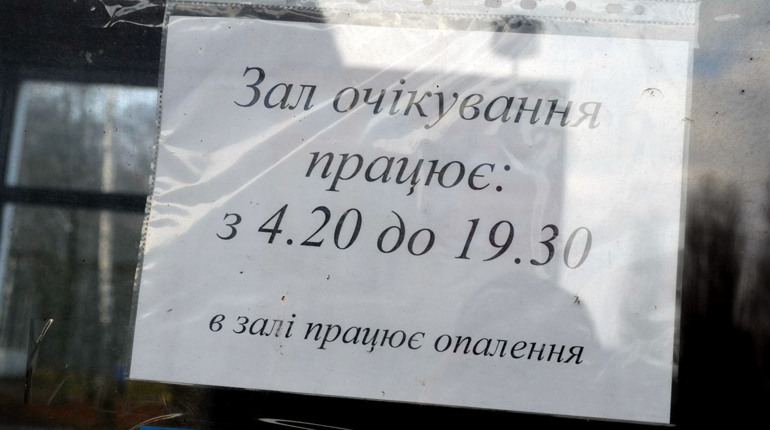 Зал очікування
працює:
з 4.20 до 19.30
в залі працює опалення